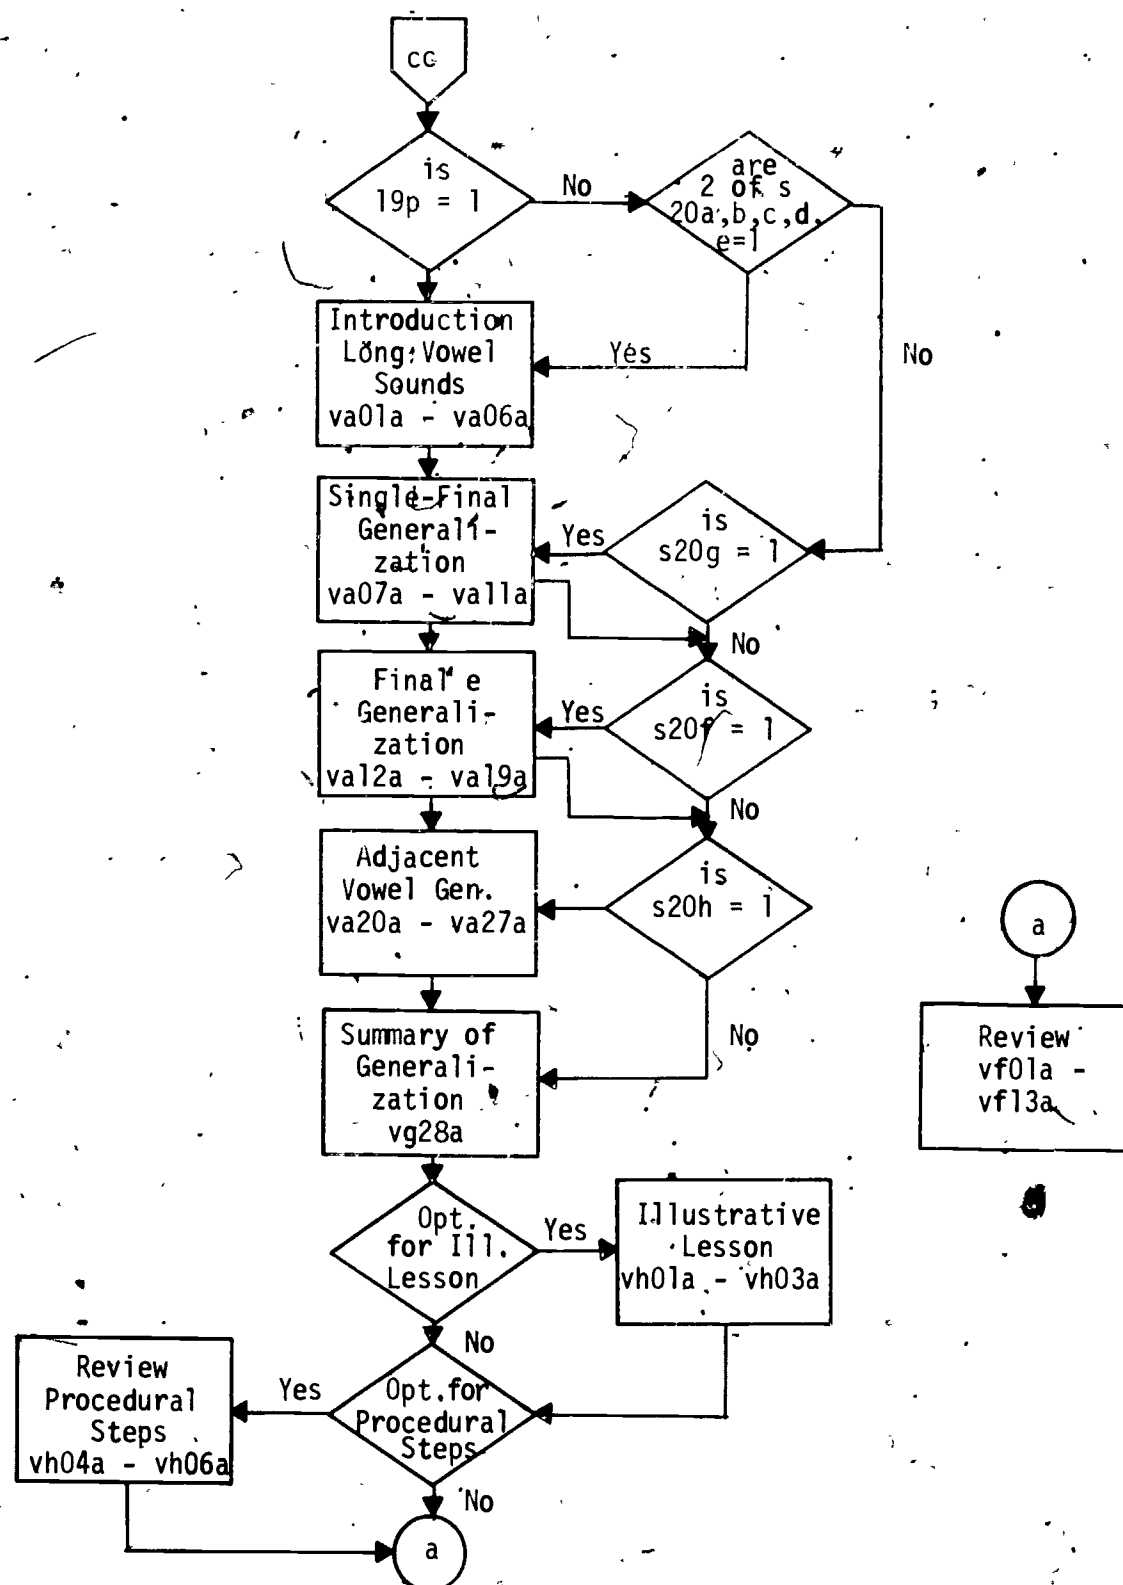 cc
is
19p = 1
No
are
2 of s
20a,b,c,d,
e=1
Introduction
Long Vowel
Sounds
va01a - va06a
Yes
No
Single-Final
Generali-
zation
va07a - va11a
Yes
is
s20g = 1
No
Final e
Generali-
zation
va12a - va19a
Yes
is
s20f = 1
No
Adjacent
Vowel Gen.
va20a - va27a
is
s20h = 1
a
Summary of
Generali-
zation
vg28a
No
Review
vf01a -
vf13a
Opt.
for Ill.
Lesson
Yes
Illustrative
Lesson
vh01a - vh03a
No
Review
Procedural
Steps
vh04a - vh06a
Yes
Opt. for
Procedural
Steps
No
a